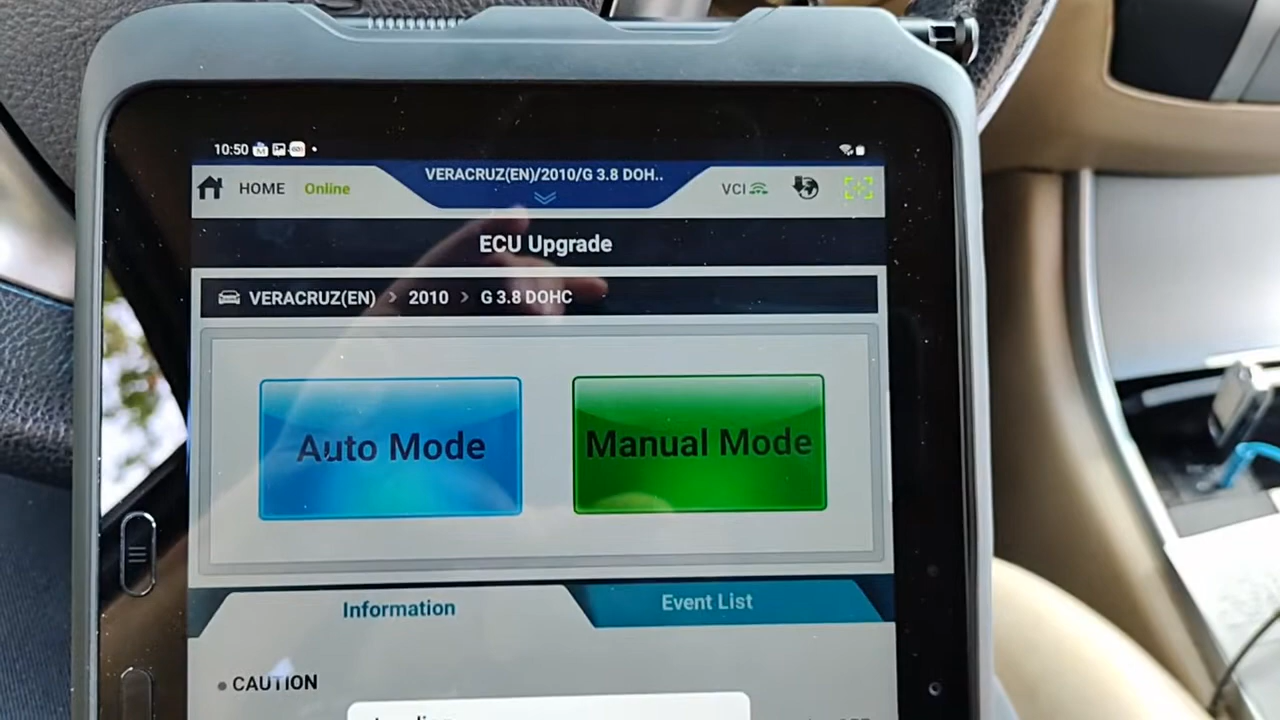 10:50
HOME Online VERACRUZ(EN)/2010/G 3.8 DOH.. VCI
ECU Upgrade
VERACRUZ(EN) > 2010 > G 3.8 DOHC
Auto Mode Manual Mode
Information Event List
CAUTION